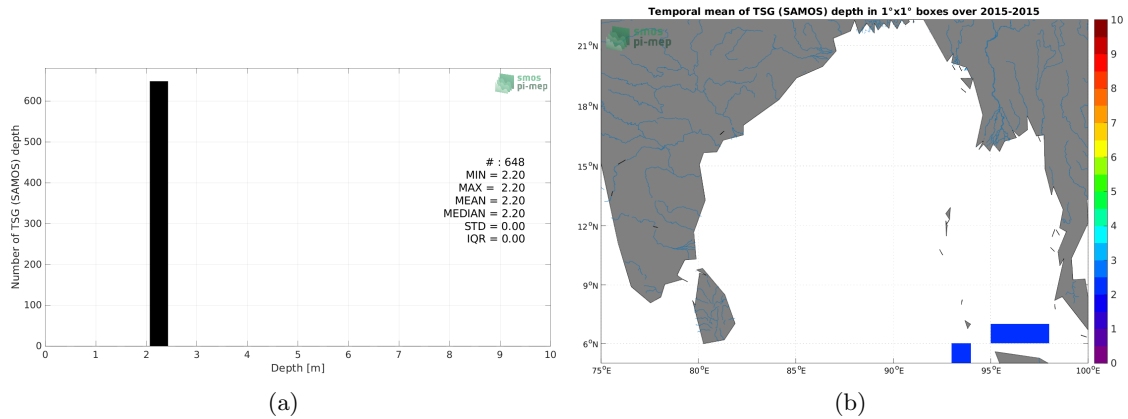 Temporal mean of TSG (SAMOS) depth in 1°x1° boxes over 2015-2015
smos
pi-mep
# : 648
MIN = 2.20
MAX = 2.20
MEAN = 2.20
MEDIAN = 2.20
STD = 0.00
IQR = 0.00
Number of TSG (SAMOS) depth
600
500
400
300
200
100
0
0 1 2 3 4 5 6 7 8 9 10
Depth [m]
(a)
smos
pi-mep
21°N
18°N
15°N
12°N
9°N
6°N
75°E 80°E 85°E 90°E 95°E 100°E
10
9
8
7
6
5
4
3
2
1
0
(b)